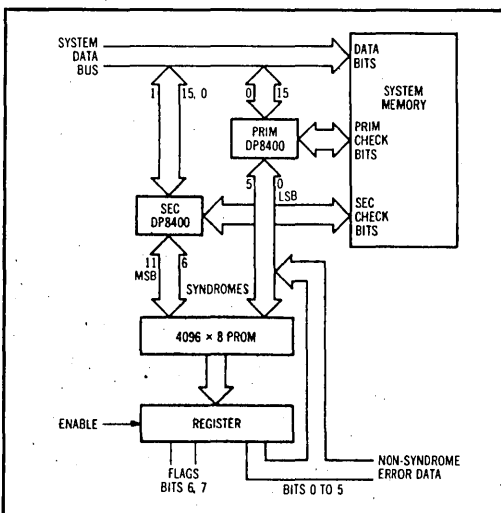 SYSTEM
DATA
BUS
DATA
BITS
SYSTEM
MEMORY
1
15, 0
0
15
PRIM
DP8400
PRIM
CHECK
BITS
5
0
LSB
SEC
DP8400
SEC
CHECK
BITS
11
MSB
6
SYNDROMES
4096 × 8 PROM
ENABLE
REGISTER
FLAGS
BITS 6, 7
BITS 0 TO 5
NON-SYNDROME
ERROR DATA